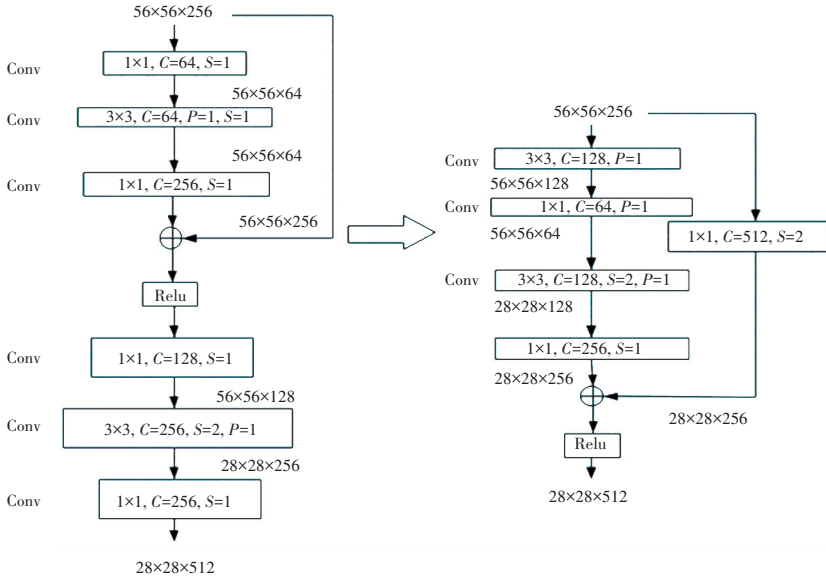 56×56×256
Conv
1×1, C=64, S=1
56×56×64
Conv
3×3, C=64, P=1, S=1
56×56×64
Conv
1×1, C=256, S=1
56×56×256
Relu
Conv
1×1, C=128, S=1
56×56×128
Conv
3×3, C=256, S=2, P=1
28×28×256
Conv
1×1, C=256, S=1
28×28×512
56×56×256
Conv
3×3, C=128, P=1
56×56×128
Conv
1×1, C=64, P=1
56×56×64
1×1, C=512, S=2
Conv
3×3, C=128, S=2, P=1
28×28×128
1×1, C=256, S=1
28×28×256
28×28×256
Relu
28×28×512